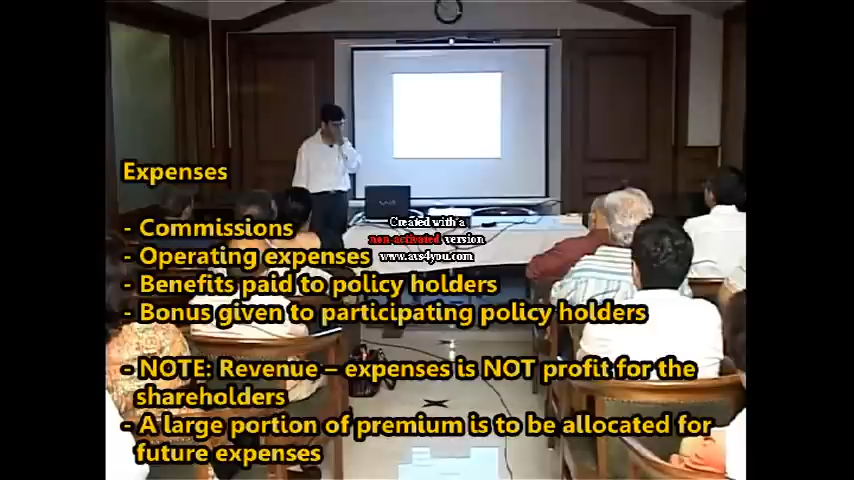 Expenses
- Commissions
- Operating expenses
- Benefits paid to policy holders
- Bonus given to participating policy holders
- NOTE: Revenue – expenses is NOT profit for the
shareholders
- A large portion of premium is to be allocated for
future expenses
Created with a
non-activated version
www.avs4you.com
VAIO